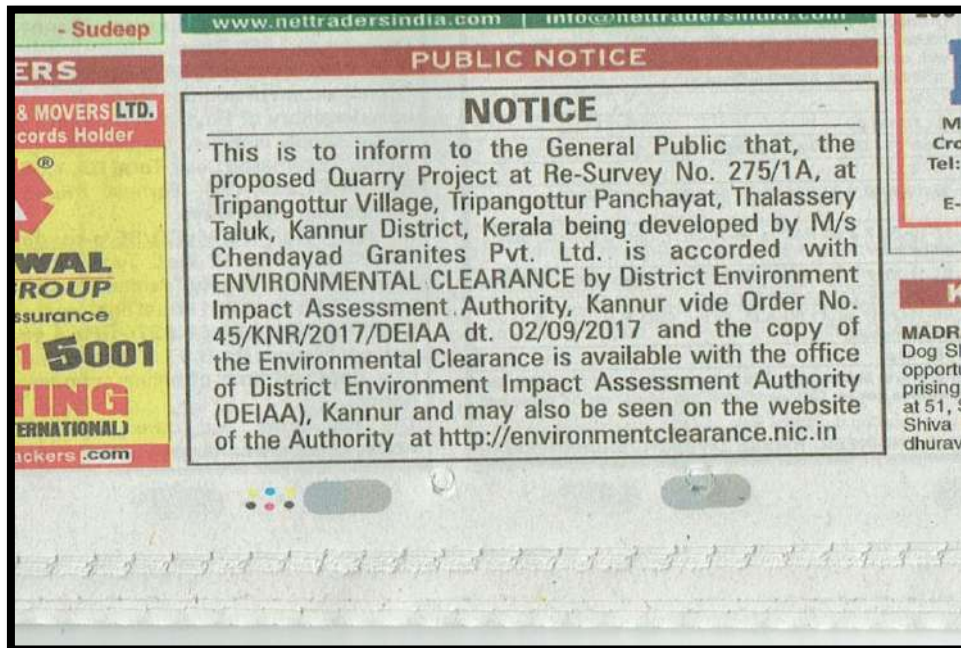 - Sudeep
www.nettradersindia.com
PUBLIC NOTICE
ERS
& MOVERS LTD.
cords Holder
WAL
ROUP
ssurance
1 5001
TING
ERNATIONAL)
ackers.com
NOTICE
This is to inform to the General Public that, the
proposed Quarry Project at Re-Survey No. 275/1A, at
Tripangottur Village, Tripangottur Panchayat, Thalassery
Taluk, Kannur District, Kerala being developed by M/s
Chendayad Granites Pvt. Ltd. is accorded with
ENVIRONMENTAL CLEARANCE by District Environment
Impact Assessment Authority, Kannur vide Order No.
45/KNR/2017/DEIAA dt. 02/09/2017 and the copy of
the Environmental Clearance is available with the office
of District Environment Impact Assessment Authority
(DEIAA), Kannur and may also be seen on the website
of the Authority at http://environmentclearance.nic.in
M
Cro
Tel:
E-
K
MADR
Dog Sh
opportu
prising
at 51, S
Shiva
dhurav